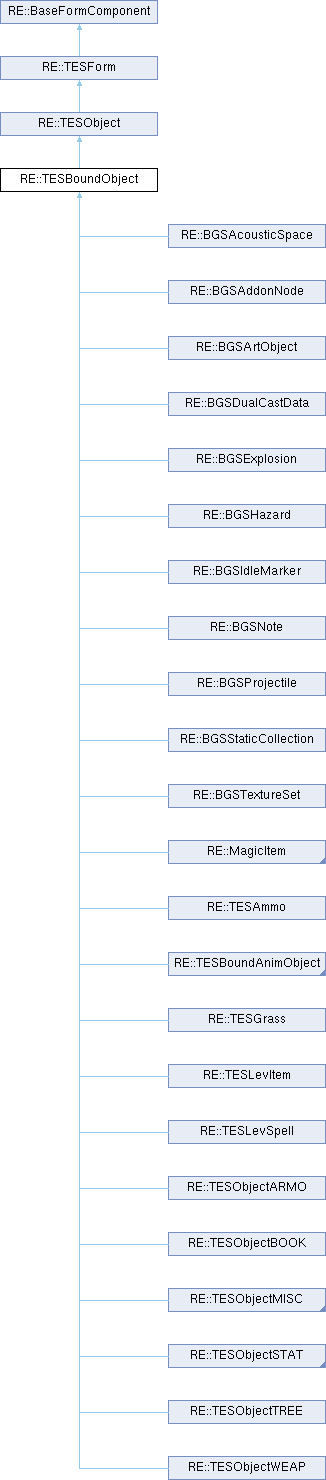 RE::BaseFormComponent
RE::TESForm
RE::TESObject
RE::TESBoundObject
RE::BGSAcousticSpace
RE::BGSAddonNode
RE::BGSArtObject
RE::BGSDualCastData
RE::BGSExplosion
RE::BGSHazard
RE::BGSIdleMarker
RE::BGSNote
RE::BGSProjectile
RE::BGSStaticCollection
RE::BGSTextureSet
RE::MagicItem
RE::TESAmmo
RE::TESBoundAnimObject
RE::TESGrass
RE::TESLevItem
RE::TESLevSpell
RE::TESObjectARMO
RE::TESObjectBOOK
RE::TESObjectMISC
RE::TESObjectSTAT
RE::TESObjectTREE
RE::TESObjectWEAP